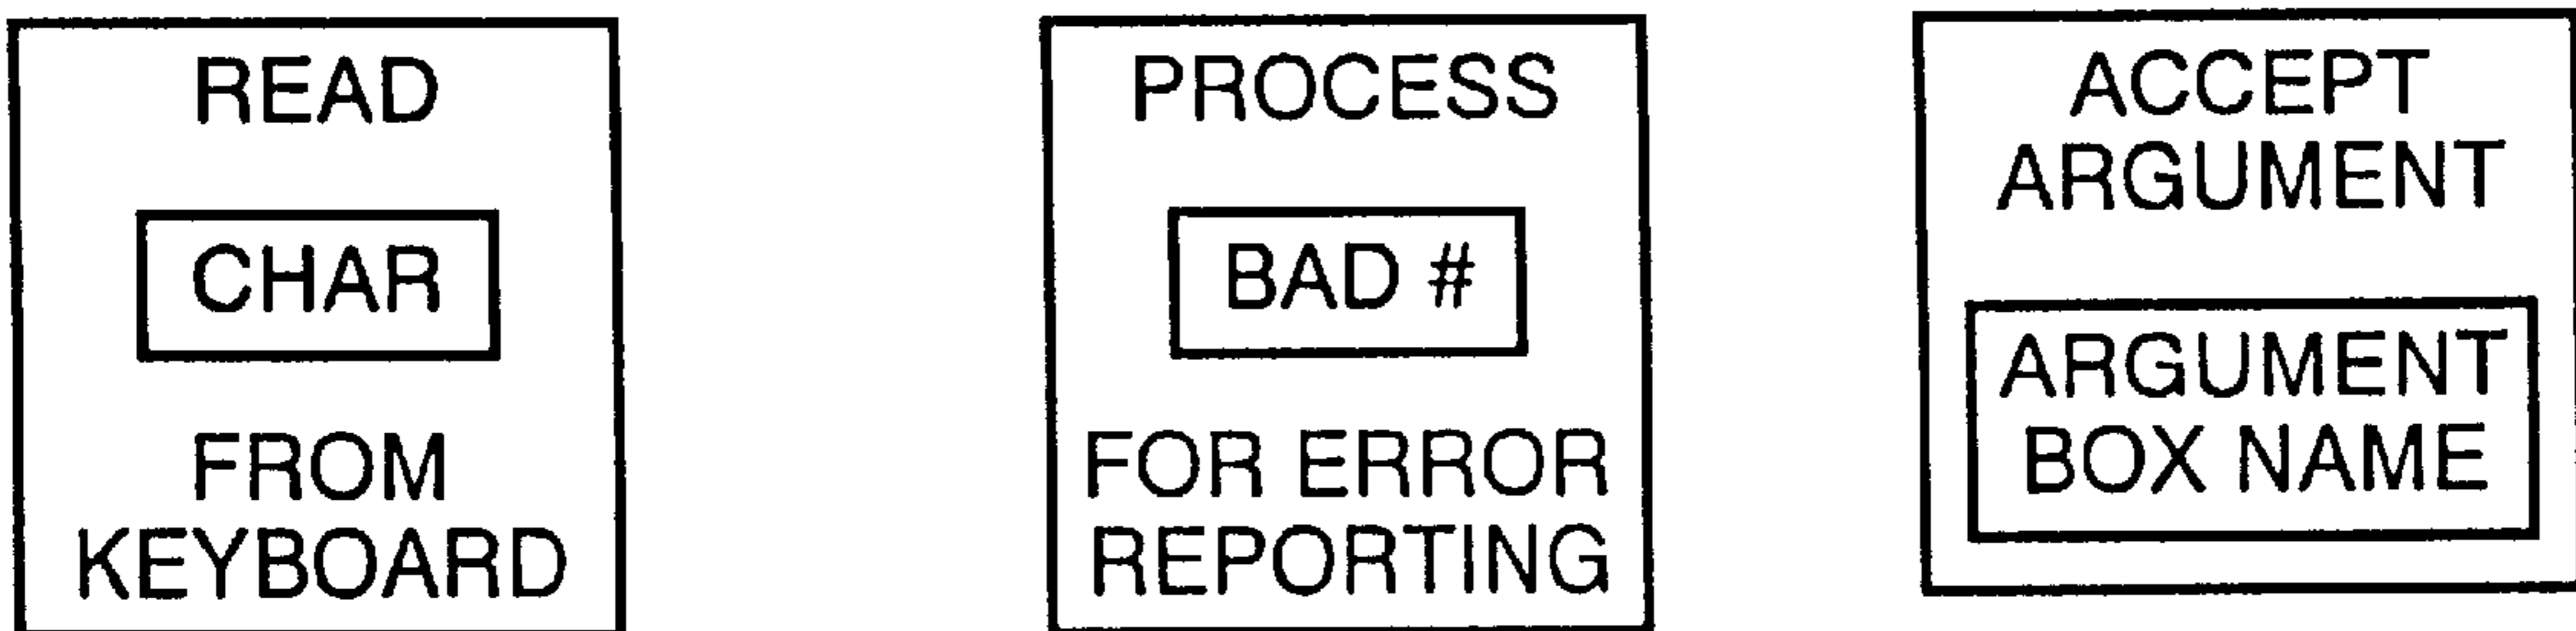 READ
CHAR
FROM
KEYBOARD
PROCESS
BAD #
FOR ERROR
REPORTING
ACCEPT
ARGUMENT
ARGUMENT
BOX NAME